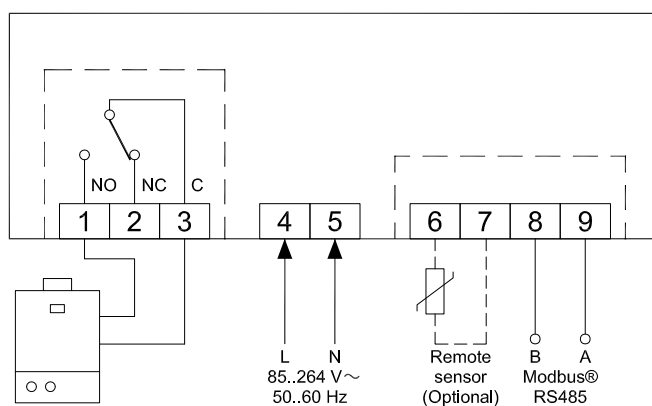 NO NC C
1 2 3 4 5 6 7 8 9
L N
85..264 V~
50..60 Hz
Remote
sensor
(Optional)
B A
Modbus®
RS485